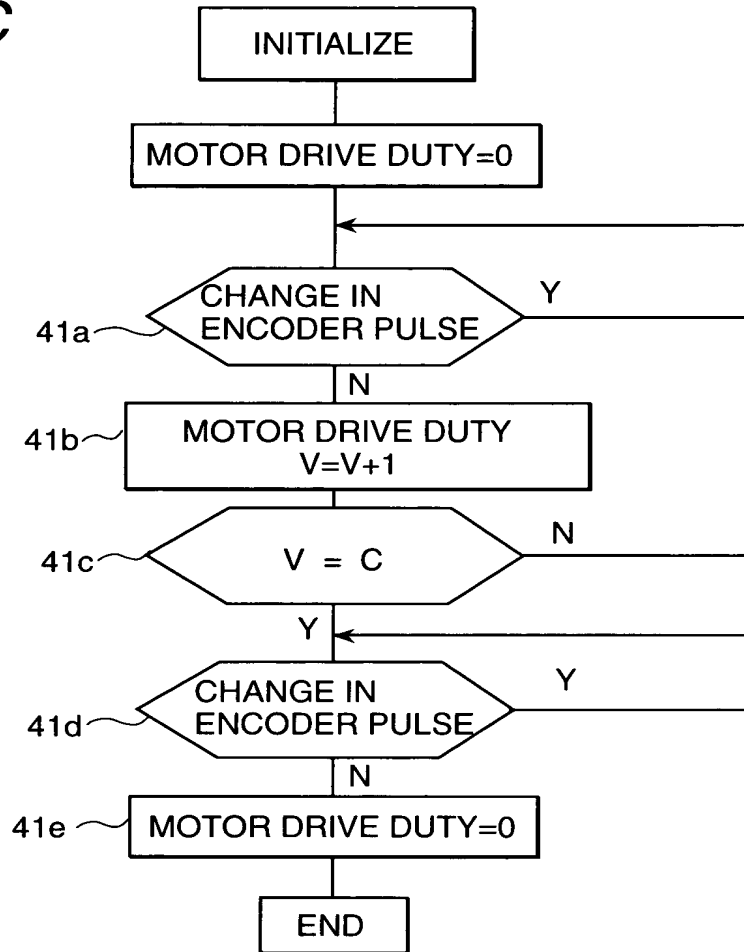 INITIALIZE
MOTOR DRIVE DUTY=0
CHANGE IN
ENCODER PULSE
Y
41a
N
41b
MOTOR DRIVE DUTY
V=V+1
41c
V = C
N
Y
CHANGE IN
ENCODER PULSE
Y
41d
N
41e
MOTOR DRIVE DUTY=0
END